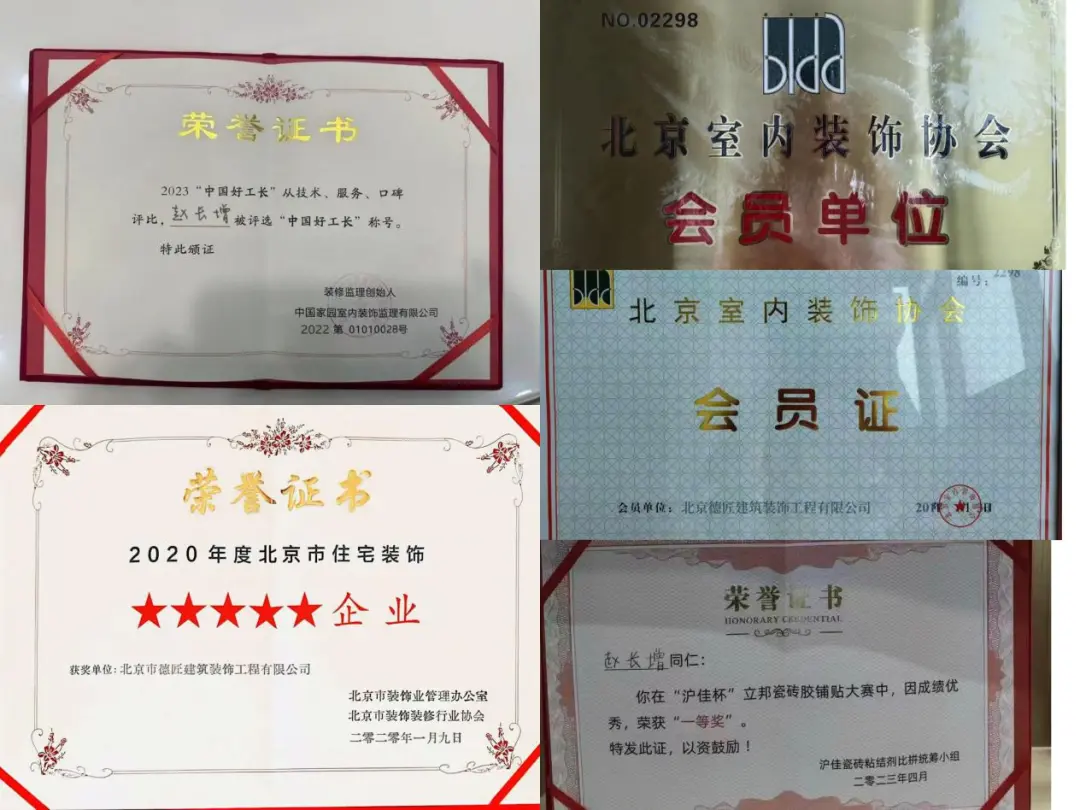 荣誉证书
2023“中国好工长”从技术、服务、口碑
评比，赵长增被评选“中国好工长”称号。
特此颁证
装修监理创始人
中国家园室内装饰监理有限公司
2022 第 01010028号
NO.02298
bida
北京室内装饰协会
会员单位
bida
编号：2298
北京室内装饰协会
会员证
会员单位：北京德匠建筑装饰工程有限公司
荣誉证书
2020年度北京市住宅装饰
★★★★★企业
获奖单位：北京市德匠建筑装饰工程有限公司
北京市装饰业管理办公室
北京市装饰装修行业协会
二零二零年一月九日
荣誉证书
HONORARY CREDENTIAL
赵长增同仁：
你在“沪佳杯”立邦瓷砖胶铺贴大赛中，因成绩优
秀，荣获“一等奖”。
特发此证，以资鼓励！
沪佳瓷砖粘结剂比拼统筹小组
二零二三年四月